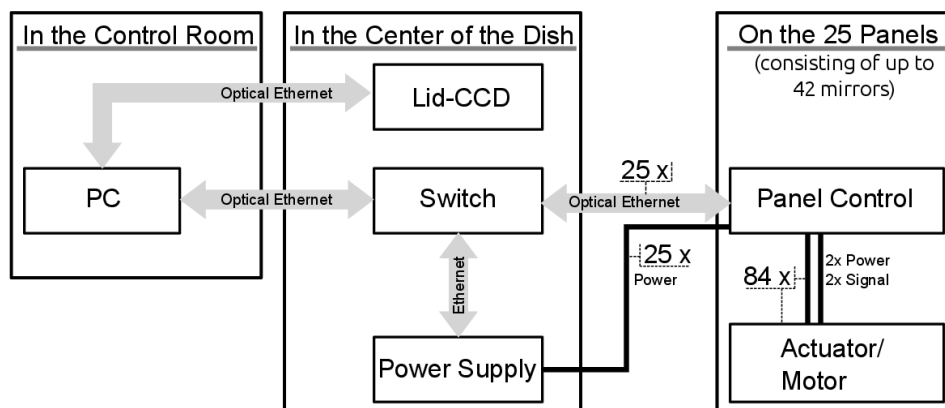 In the Control Room
In the Center of the Dish
On the 25 Panels
(consisting of up to
42 mirrors)
Optical Ethernet
Lid-CCD
PC
Optical Ethernet
Switch
25 x
Optical Ethernet
Panel Control
Ethernet
25 x
Power
2x Power
2x Signal
84 x
Power Supply
Actuator/
Motor